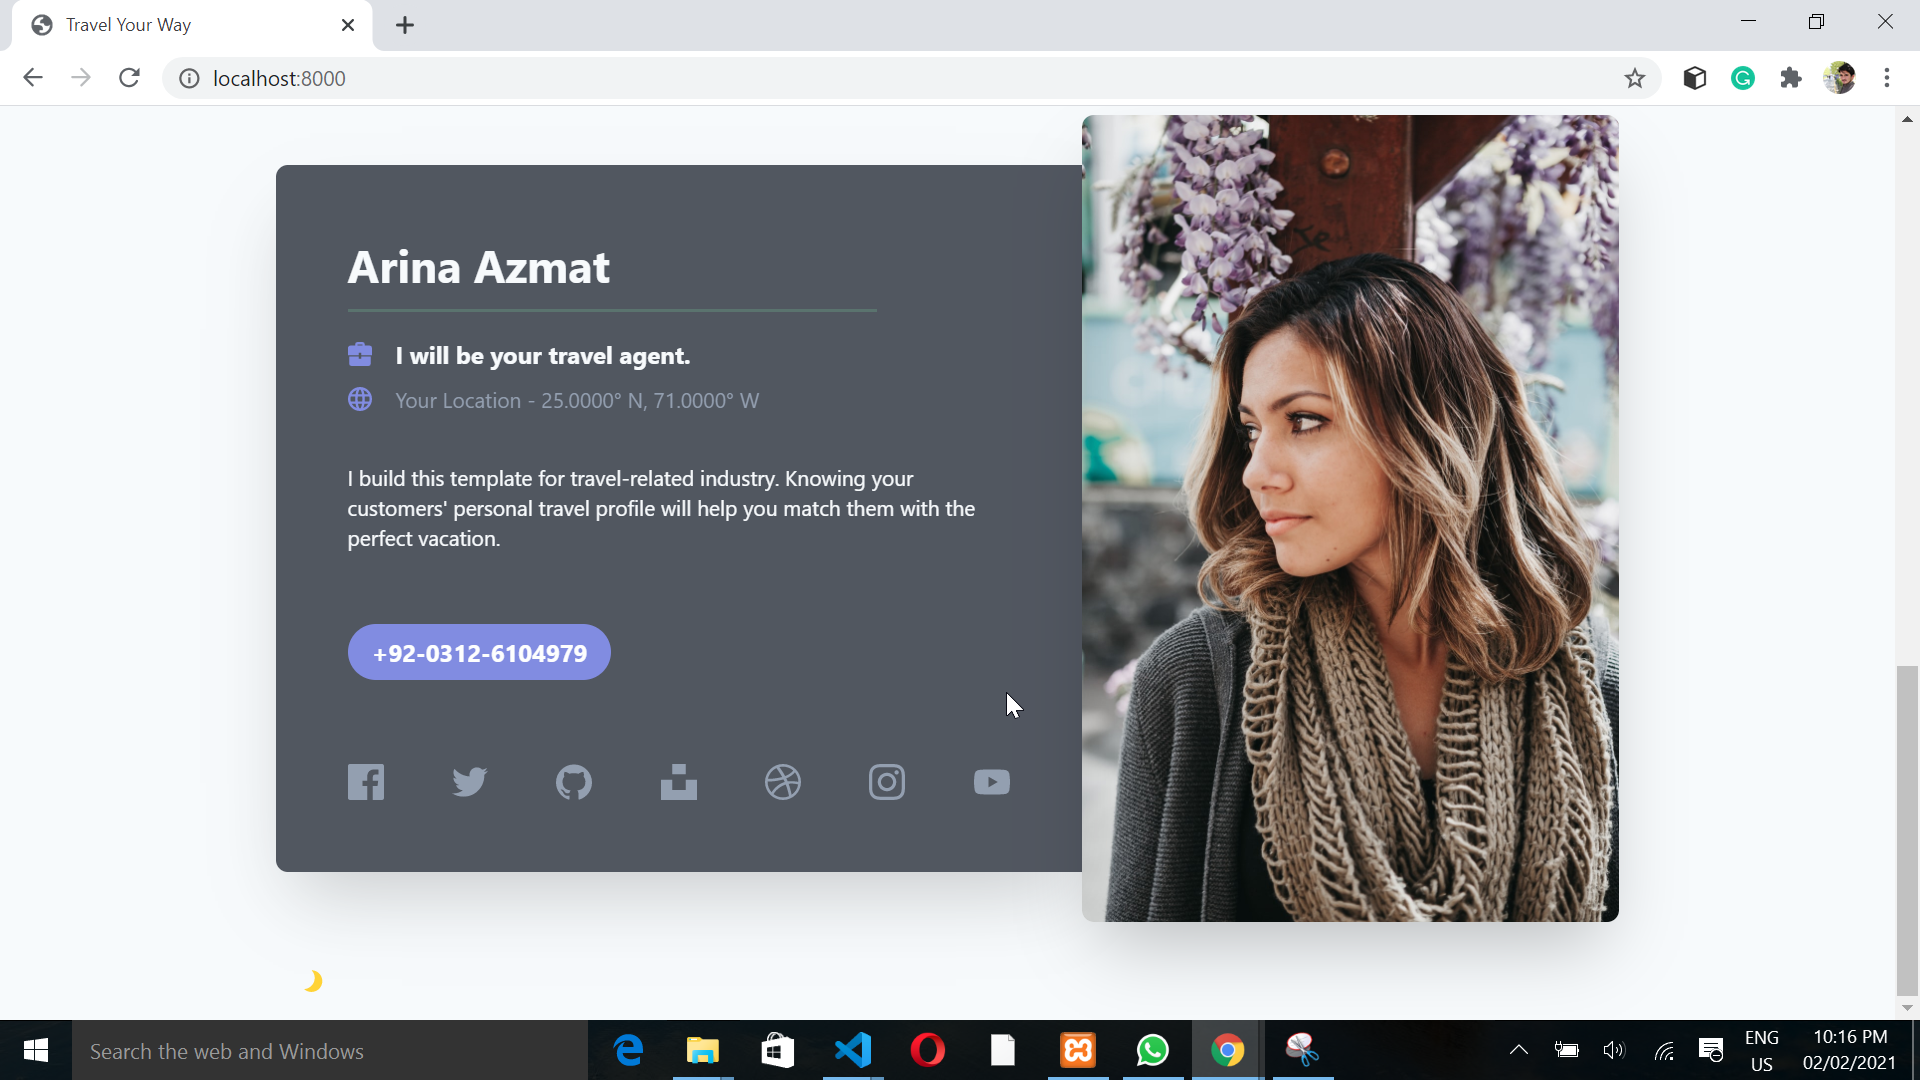 Travel Your Way
localhost:8000
Arina Azmat
I will be your travel agent.
Your Location - 25.0000° N, 71.0000° W
I build this template for travel-related industry. Knowing your
customers' personal travel profile will help you match them with the
perfect vacation.
+92-0312-6104979
Search the web and Windows
ENG
US
10:16 PM
02/02/2021